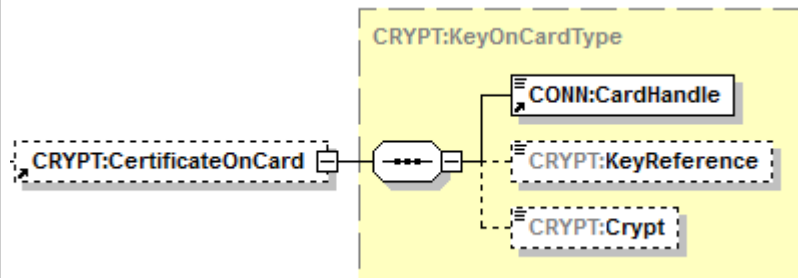 CRYPT:KeyOnCardType
CONN:CardHandle
CRYPT:CertificateOnCard
CRYPT:KeyReference
CRYPT:Crypt